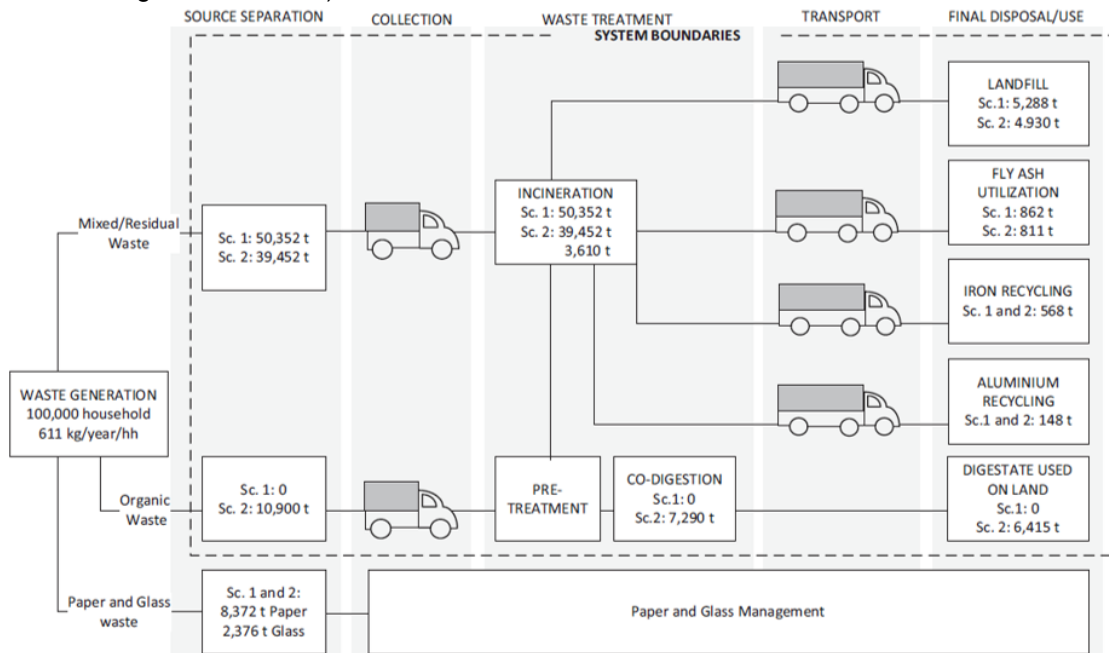 SOURCE SEPARATION
COLLECTION
WASTE TREATMENT
TRANSPORT
FINAL DISPOSAL/USE
SYSTEM BOUNDARIES
LANDFILL
Sc.1: 5,288 t
Sc. 2: 4.930 t
Mixed/Residual
Waste
Sc. 1: 50,352 t
Sc. 2: 39,452 t
INCINERATION
Sc. 1: 50,352 t
Sc. 2: 39,452 t
3,610 t
FLY ASH
UTILIZATION
Sc. 1: 862 t
Sc. 2: 811 t
IRON RECYCLING
Sc. 1 and 2: 568 t
WASTE GENERATION
100,000 household
611 kg/year/hh
ALUMINIUM
RECYCLING
Sc.1 and 2: 148 t
Organic
Waste
Sc. 1: 0
Sc. 2: 10,900 t
PRE-
TREATMENT
CO-DIGESTION
Sc.1: 0
Sc.2: 7,290 t
DIGESTATE USED
ON LAND
Sc.1: 0
Sc. 2: 6,415 t
Paper and Glass
waste
Sc. 1 and 2:
8,372 t Paper
2,376 t Glass
Paper and Glass Management